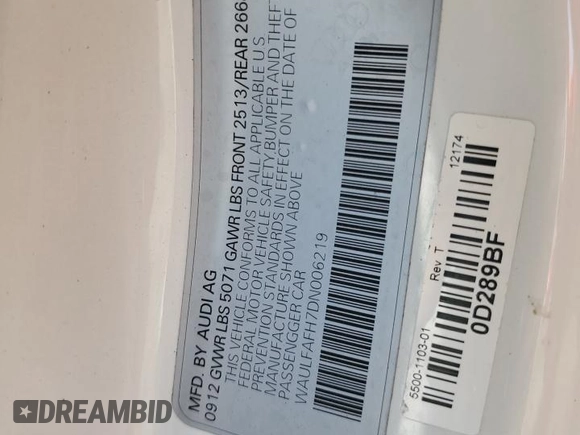 MFD. BY AUDI AG
0912 GVWR LBS 5071 GAWR LBS FRONT 2513/REAR 266
THIS VEHICLE CONFORMS TO ALL APPLICABLE U.S.
FEDERAL MOTOR VEHICLE SAFETY,BUMPER AND THEFT
PREVENTION STANDARDS IN EFFECT ON THE DATE OF
MANUFACTURE SHOWN ABOVE
PASSENGGER CAR
WAULFAFH7DN006219
5500-1103-01
Rev T
12174
0D289BF
DREAMBID